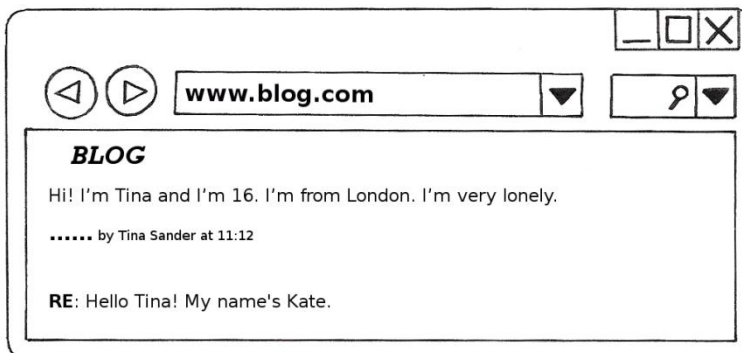 www.blog.com
BLOG
Hi! I’m Tina and I’m 16. I’m from London. I’m very lonely.
...... by Tina Sander at 11:12
RE: Hello Tina! My name's Kate.